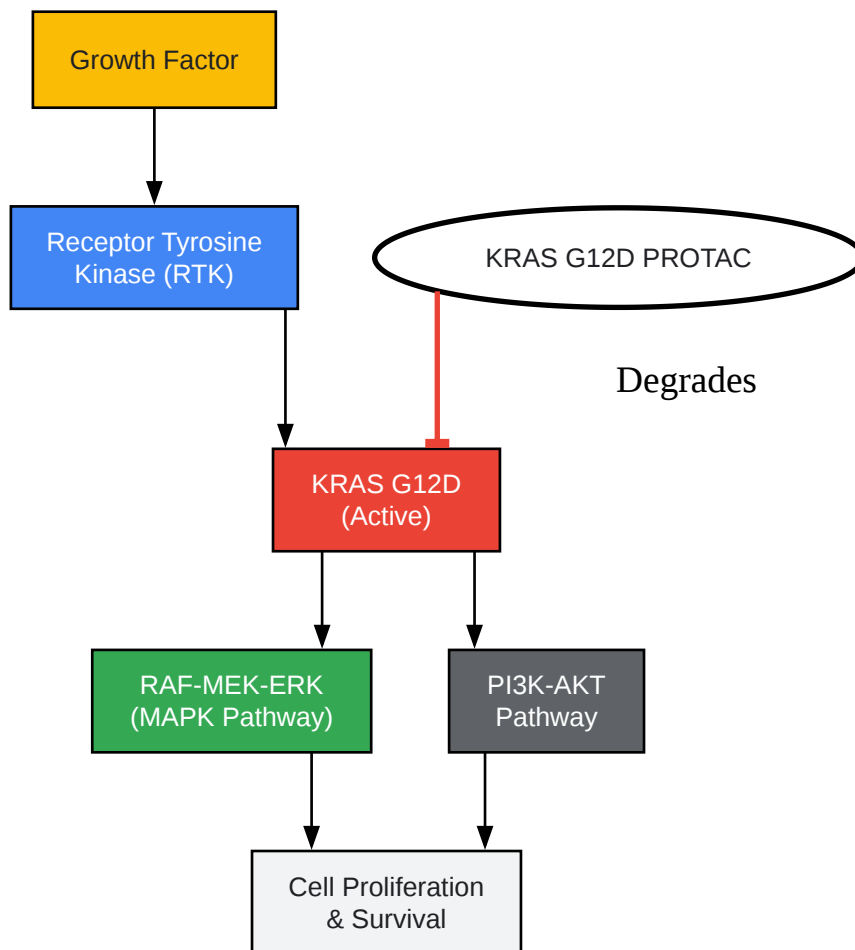 Growth Factor
Receptor Tyrosine
Kinase (RTK)
KRAS G12D PROTAC
Degrades
KRAS G12D
(Active)
RAF-MEK-ERK
(MAPK Pathway)
PI3K-AKT
Pathway
Cell Proliferation
& Survival